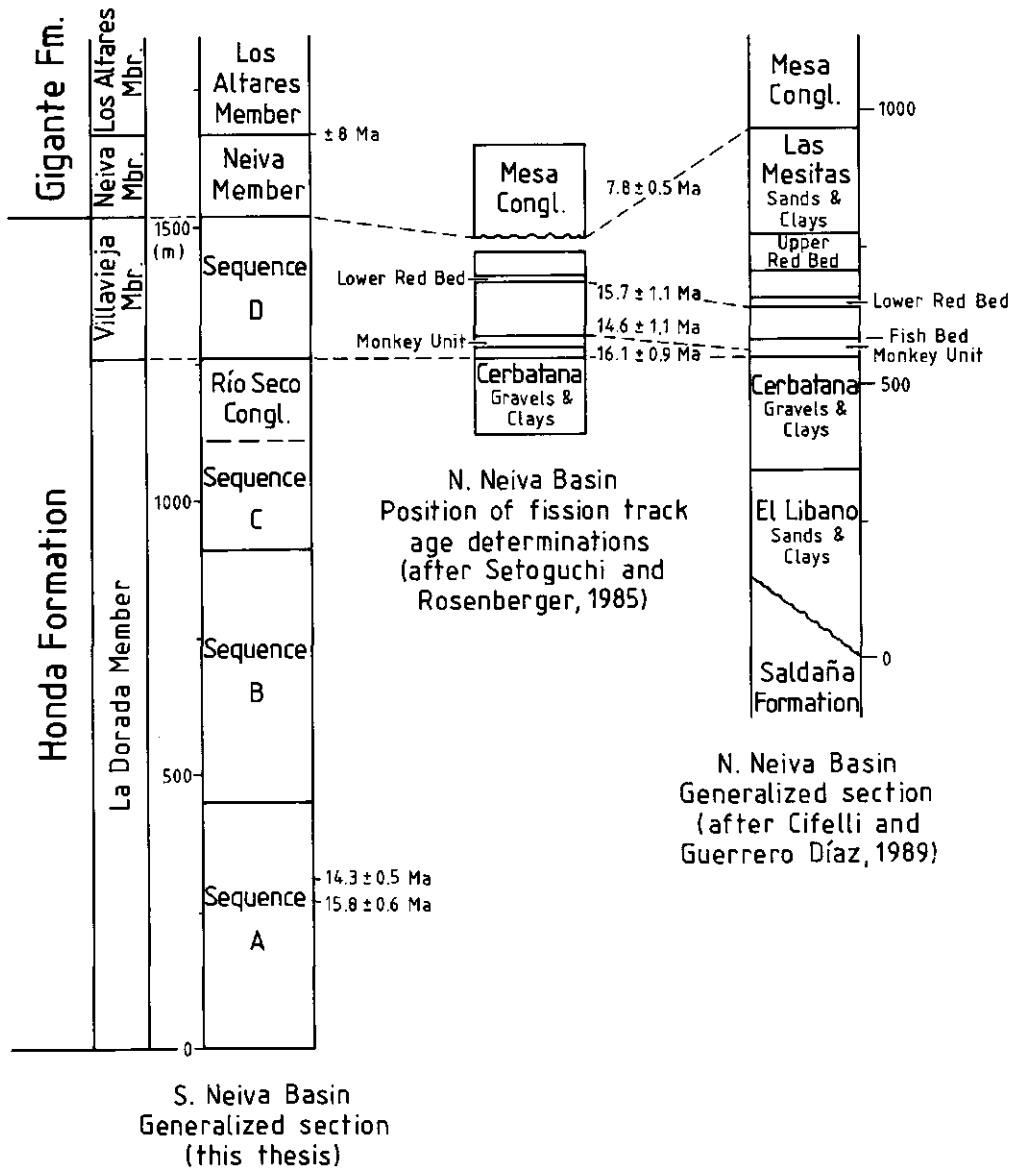 Gigante Fm.
Honda Formation
Los Altares
Mbr.
Neiva
Mbr.
Villavieja
Mbr.
La Dorada Member
Los
Altares
Member
Neiva
Member
Sequence
D
Río Seco
Congl.
Sequence
C
Sequence
B
Sequence
A
± 8 Ma
1500
(m)
1000
500
0
14.3 ± 0.5 Ma
15.8 ± 0.6 Ma
S. Neiva Basin
Generalized section
(this thesis)
Mesa
Congl.
Lower Red Bed
Monkey Unit
Cerbatana
Gravels &
Clays
7.8 ± 0.5 Ma
15.7 ± 1.1 Ma
14.6 ± 1.1 Ma
16.1 ± 0.9 Ma
N. Neiva Basin
Position of fission track
age determinations
(after Setoguchi and
Rosenberger, 1985)
Mesa
Congl.
Las
Mesitas
Sands &
Clays
Upper
Red Bed
Lower Red Bed
Fish Bed
Monkey Unit
Cerbatana
Gravels &
Clays
El Libano
Sands &
Clays
Saldaña
Formation
1000
500
0
N. Neiva Basin
Generalized section
(after Cifelli and
Guerrero Díaz, 1989)